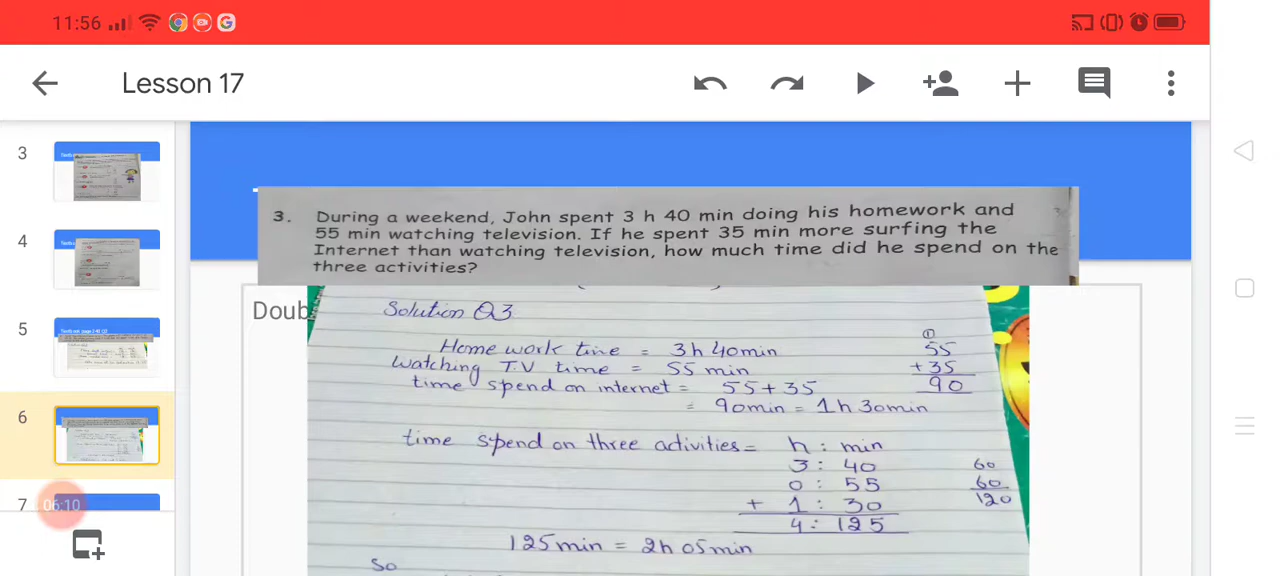 11:56
Lesson 17
3
4
5
6
7
06:10
3. During a weekend, John spent 3 h 40 min doing his homework and
55 min watching television. If he spent 35 min more surfing the
Internet than watching television, how much time did he spend on the
three activities?
Doub
Solution Q3
Home work time = 3h 40min
watching T.V time = 55 min
time spend on internet = 55+35
= 90min = 1h 30min
①
55
+35
90
time spend on three activities = h : min
3 : 40
0 : 55
+ 1 : 30
4 : 125
60
60
120
125min = 2h 05min
So